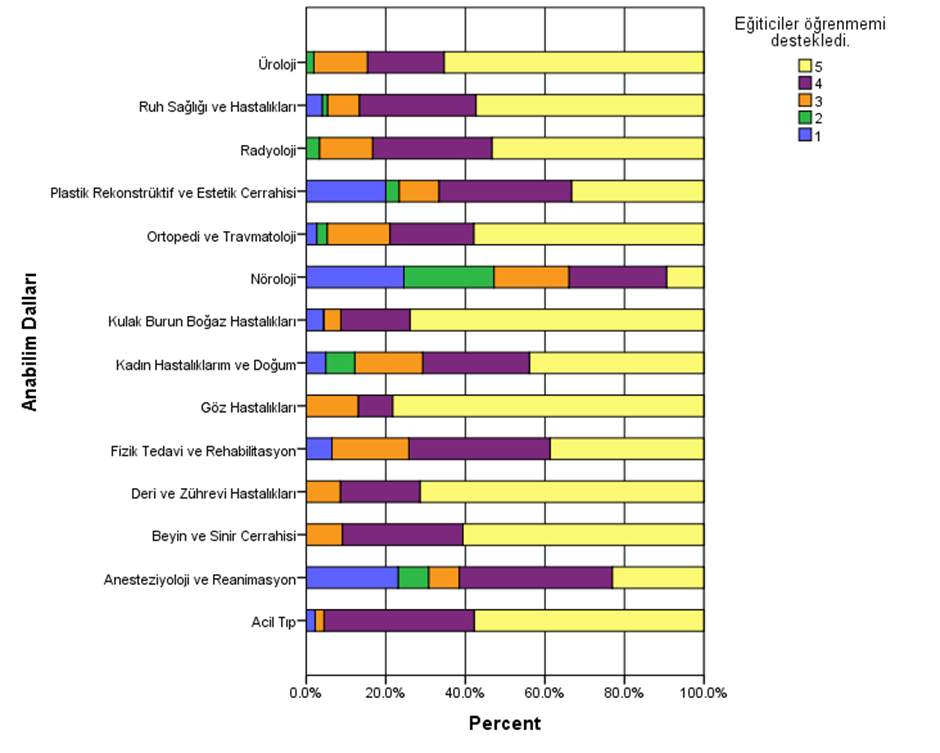 Eğiticiler öğrenmemi
destekledi.
5
4
3
2
1
Anabilim Dalları
Üroloji
Ruh Sağlığı ve Hastalıkları
Radyoloji
Plastik Rekonstrüktif ve Estetik Cerrahisi
Ortopedi ve Travmatoloji
Nöroloji
Kulak Burun Boğaz Hastalıkları
Kadın Hastalıklarım ve Doğum
Göz Hastalıkları
Fizik Tedavi ve Rehabilitasyon
Deri ve Zührevi Hastalıkları
Beyin ve Sinir Cerrahisi
Anesteziyoloji ve Reanimasyon
Acil Tıp
0.0% 20.0% 40.0% 60.0% 80.0% 100.0%
Percent